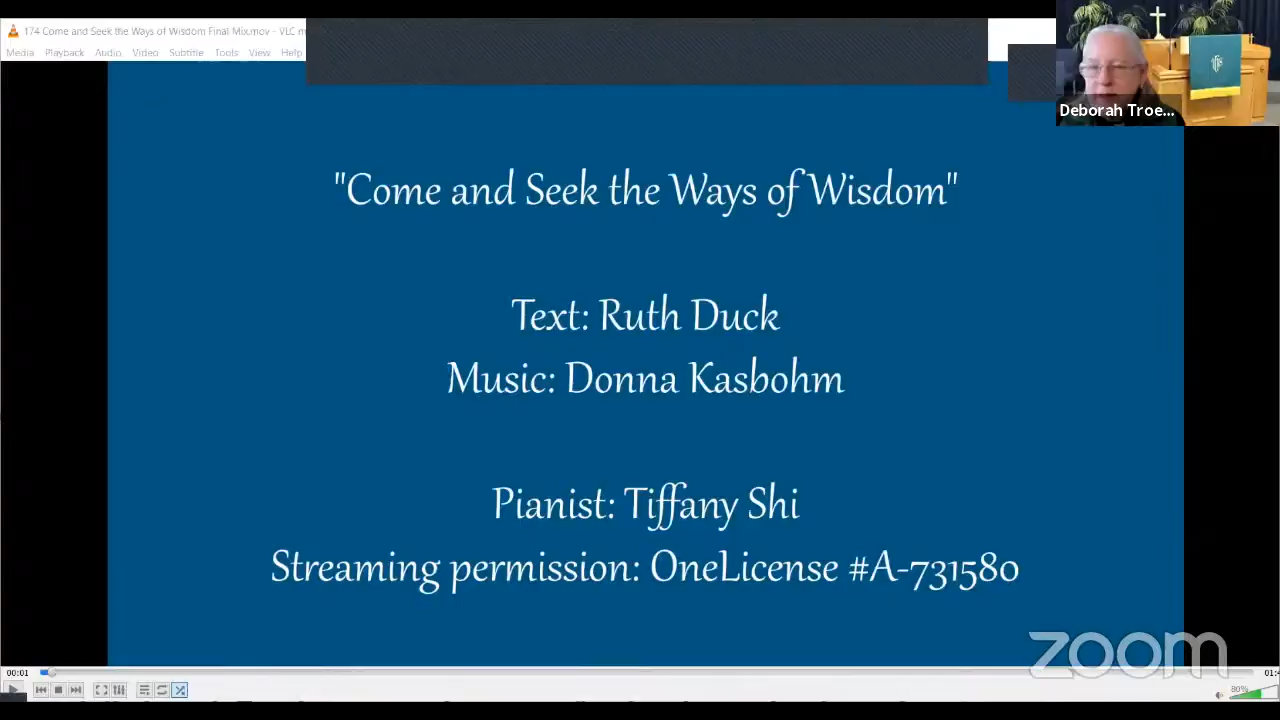 174 Come and Seek the Ways of Wisdom Final Mix.mov - VLC m
Media Playback Audio Video Subtitle Tools View Help
Deborah Troe...
"Come and Seek the Ways of Wisdom"
Text: Ruth Duck
Music: Donna Kasbohm
Pianist: Tiffany Shi
Streaming permission: OneLicense #A-731580
zoom
00:01
80%